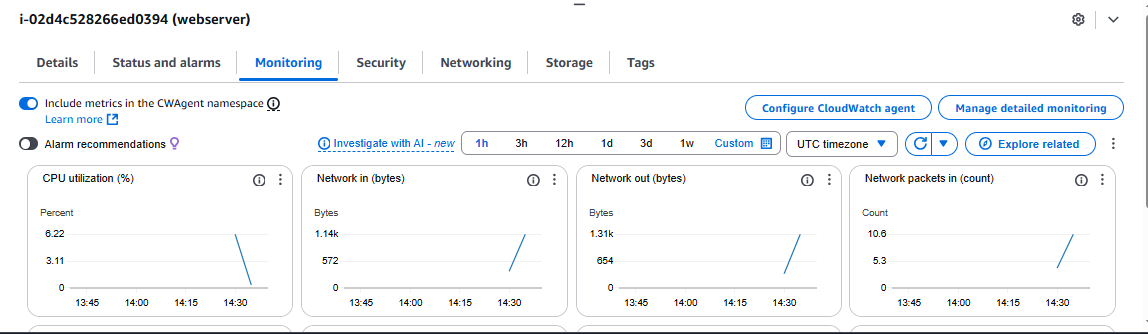 i-02d4c528266ed0394 (webserver)
Details Status and alarms Monitoring Security Networking Storage Tags
Include metrics in the CWAgent namespace
Learn more
Configure CloudWatch agent Manage detailed monitoring
Alarm recommendations
Investigate with AI - new 1h 3h 12h 1d 3d 1w Custom UTC timezone Explore related
CPU utilization (%)
Percent
6.22
3.11
0
13:45 14:00 14:15 14:30
Network in (bytes)
Bytes
1.14k
572
0
13:45 14:00 14:15 14:30
Network out (bytes)
Bytes
1.31k
654
0
13:45 14:00 14:15 14:30
Network packets in (count)
Count
10.6
5.3
0
13:45 14:00 14:15 14:30